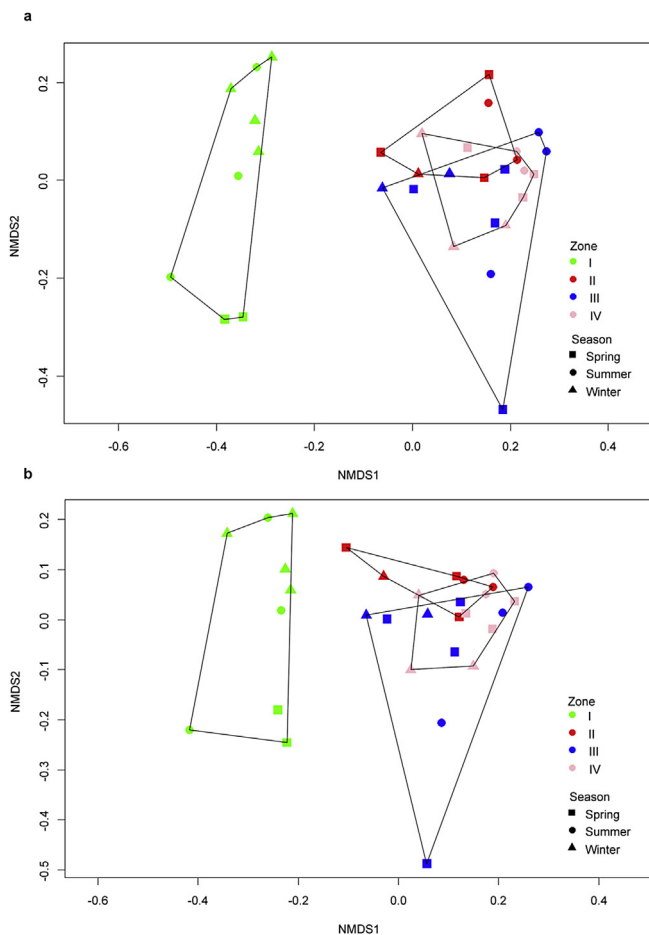 a
0.2
0.0
-0.2
-0.4
NMDS2
-0.6
-0.4
-0.2
0.0
0.2
0.4
NMDS1
Zone
I
II
III
IV
Season
Spring
Summer
Winter
b
0.2
0.1
0.0
-0.1
-0.2
-0.3
-0.4
-0.5
NMDS2
-0.6
-0.4
-0.2
0.0
0.2
0.4
NMDS1
Zone
I
II
III
IV
Season
Spring
Summer
Winter